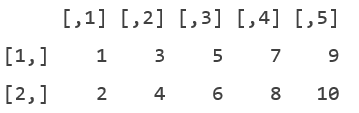 [,1] [,2] [,3] [,4] [,5]
[1,]    1    3    5    7    9
[2,]    2    4    6    8   10